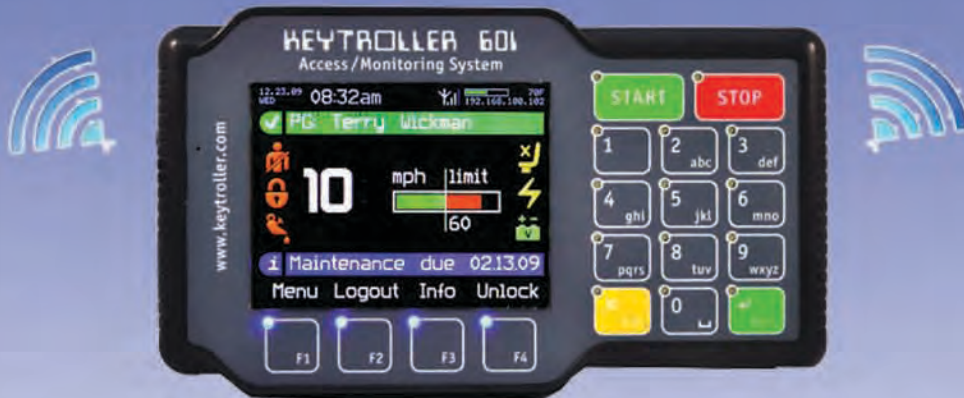 KEYTROLLER 601
Access/Monitoring System
www.keytroller.com
12.23.09
WED
08:32am
70F
192.168.100.102
PG Terry Wickman
10
mph
limit
60
i Maintenance due 02.13.09
Menu Logout Info Unlock
F1 F2 F3 F4
START STOP
1
2 abc
3 def
4 ghi
5 jkl
6 mno
7 pqrs
8 tuv
9 wxyz
0